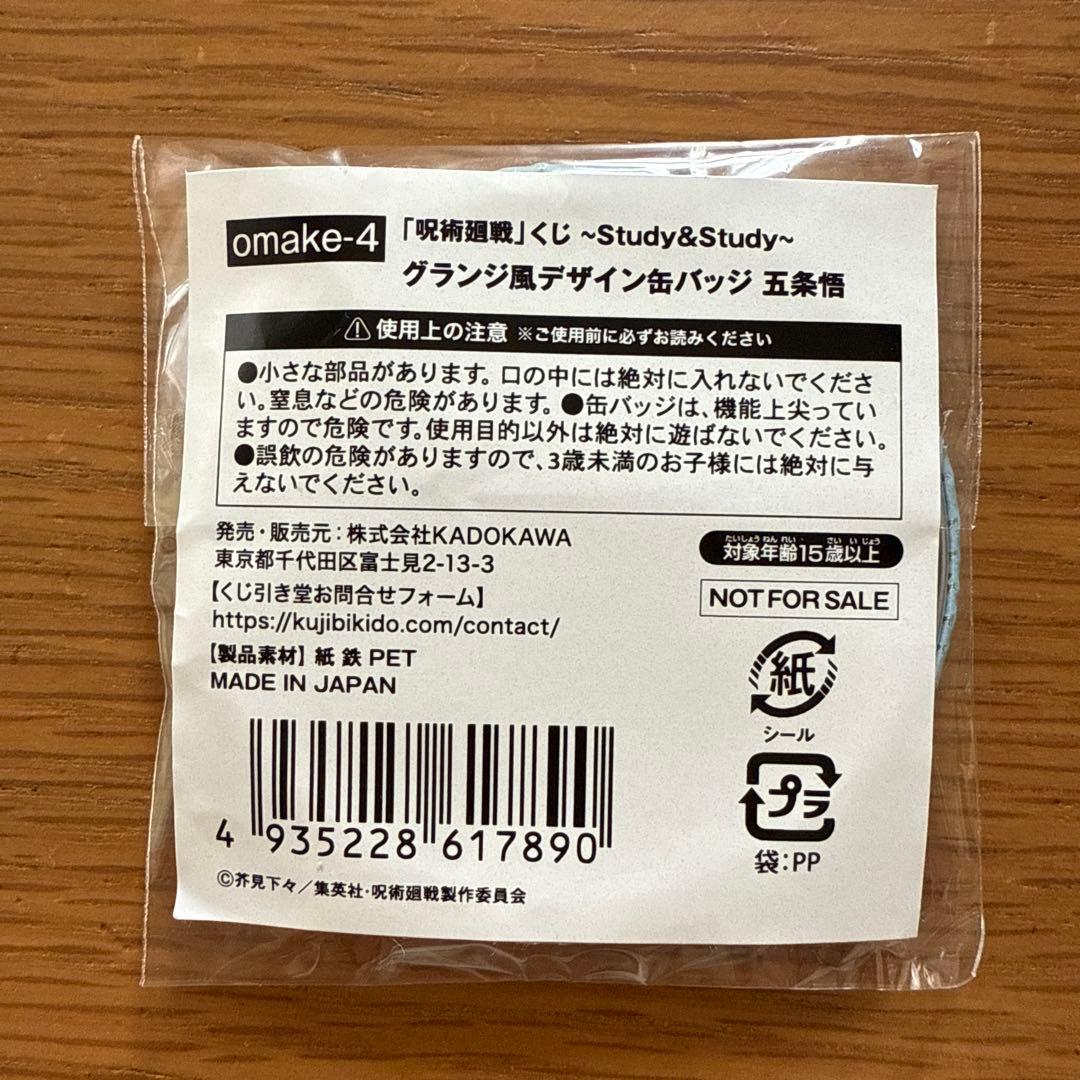 omake-4
「呪術廻戦」くじ ~Study&Study~
グランジ風デザイン缶バッジ 五条悟
⚠ 使用上の注意 ※ご使用前に必ずお読みください
●小さな部品があります。口の中には絶対に入れないでくださ
い。窒息などの危険があります。●缶バッジは、機能上尖ってい
ますので危険です。使用目的以外は絶対に遊ばないでください。
●誤飲の危険がありますので、3歳未満のお子様には絶対に与
えないでください。
発売・販売元:株式会社KADOKAWA
東京都千代田区富士見2-13-3
【くじ引き堂お問合せフォーム】
https://kujibikido.com/contact/
【製品素材】 紙 鉄 PET
MADE IN JAPAN
たいしょうねんれい さい いじょう
対象年齢15歳以上
NOT FOR SALE
紙
シール
プラ
袋:PP
4 935228 617890
©芥見下々/集英社・呪術廻戦製作委員会